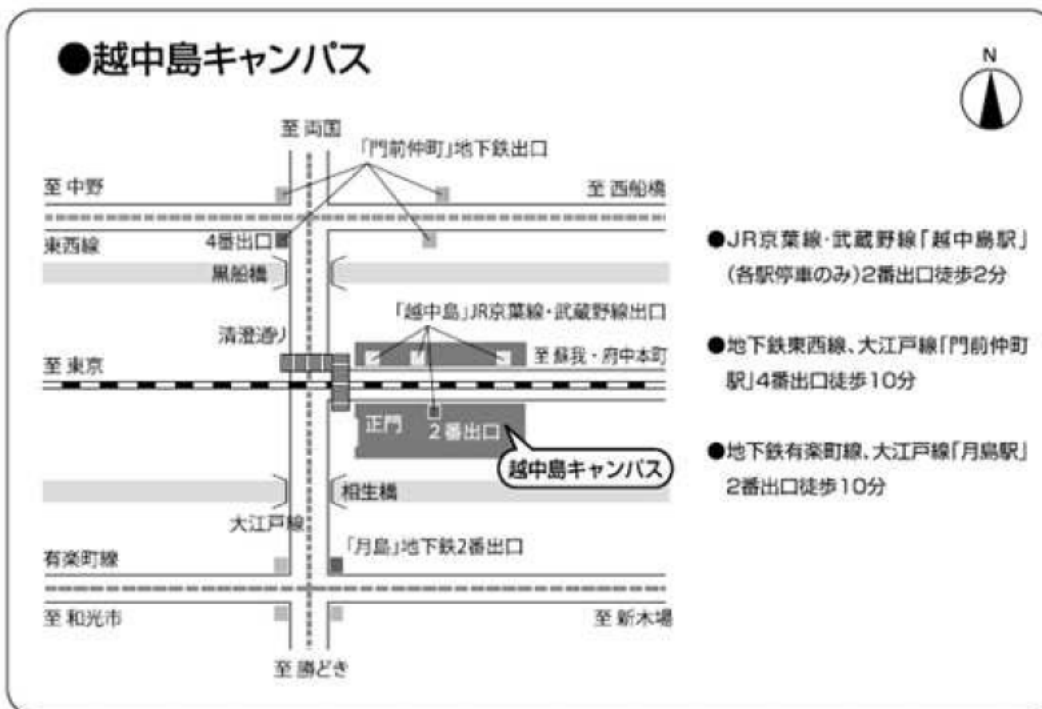 ●越中島キャンパス
N
至 両国
「門前仲町」地下鉄出口
至 中野
至 西船橋
東西線
4番出口
黒船橋
「越中島」JR京葉線・武蔵野線出口
清澄通り
至 蘇我・府中本町
至 東京
正門
2番出口
越中島キャンパス
相生橋
大江戸線
「月島」地下鉄2番出口
有楽町線
至 和光市
至 新木場
至 勝どき
●JR京葉線・武蔵野線「越中島駅」
(各駅停車のみ)2番出口徒歩2分
●地下鉄東西線、大江戸線「門前仲町
駅」4番出口徒歩10分
●地下鉄有楽町線、大江戸線「月島駅」
2番出口徒歩10分